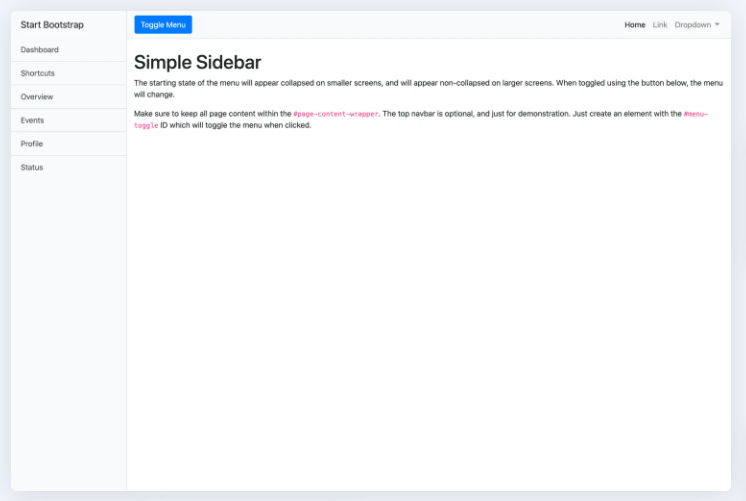 Start Bootstrap
Toggle Menu
Home Link Dropdown
Dashboard
Shortcuts
Overview
Events
Profile
Status
Simple Sidebar
The starting state of the menu will appear collapsed on smaller screens, and will appear non-collapsed on larger screens. When toggled using the button below, the menu
will change.
Make sure to keep all page content within the #page-content-wrapper. The top navbar is optional, and just for demonstration. Just create an element with the #menu-
toggle ID which will toggle the menu when clicked.